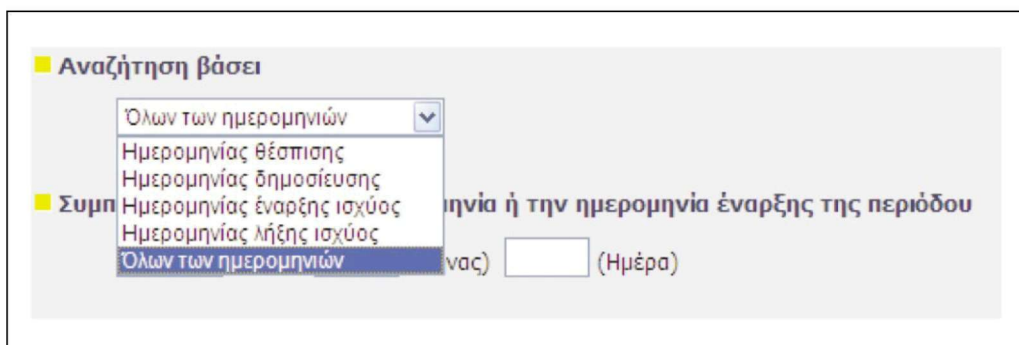 Αναζήτηση βάσει
Όλων των ημερομηνιών
Ημερομηνίας θέσπισης
Ημερομηνίας δημοσίευσης
Ημερομηνίας έναρξης ισχύος
Ημερομηνίας λήξης ισχύος
Όλων των ημερομηνιών
Συμπ μηνία ή την ημερομηνία έναρξης της περιόδου
νας) (Ημέρα)